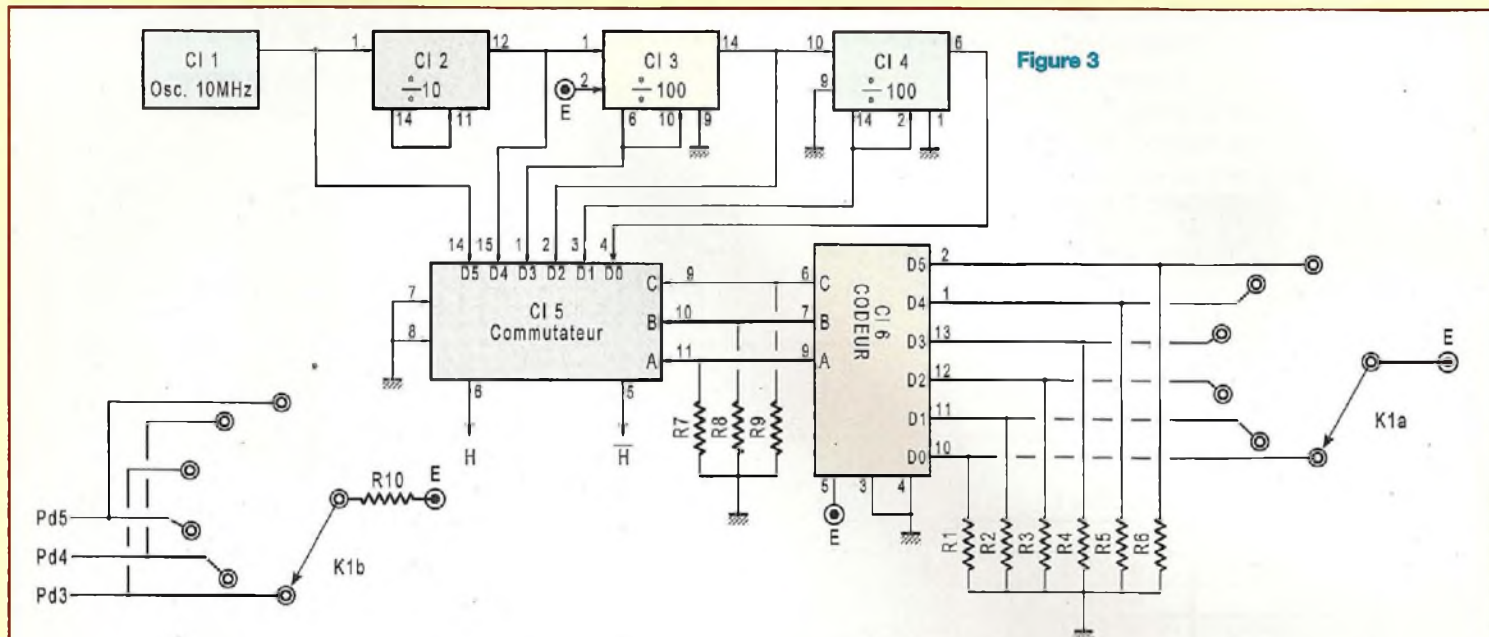 Figure 3
CI 1
Osc. 10MHz
1
CI 2
÷10
12
14
11
1
2
E
CI 3
÷100
14
6
10
9
10
9
CI 4
÷100
6
14
2
1
14
15
1
2
3
4
D5
D4
D3
D2
D1
D0
7
8
CI 5
Commutateur
C
B
A
9
10
11
6
5
H
H̅
R7
R8
R9
6
7
9
C
B
A
CI 6
CODEUR
D5
D4
D3
D2
D1
D0
2
1
13
12
11
10
5
3
4
E
R1
R2
R3
R4
R5
R6
E
K1a
R10
E
K1b
Pd5
Pd4
Pd3